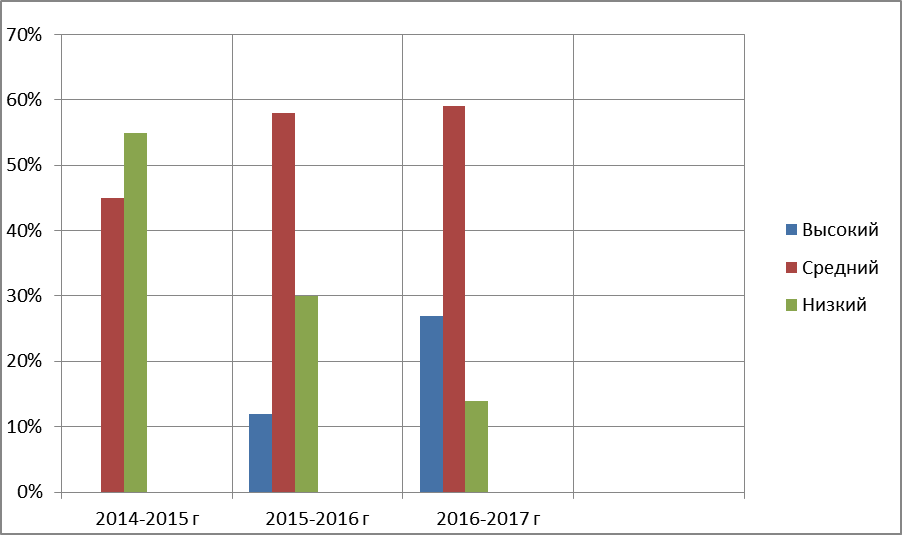 70%
60%
50%
40%
30%
20%
10%
0%
2014-2015 г
2015-2016 г
2016-2017 г
Высокий
Средний
Низкий